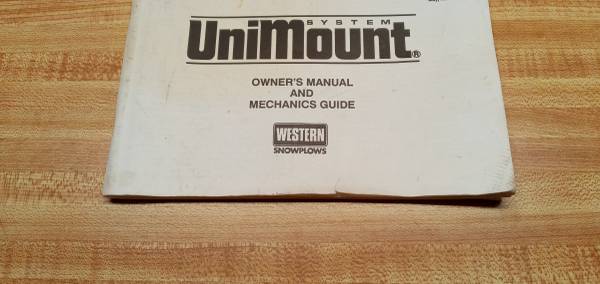 SYSTEM
UniMount®
OWNER'S MANUAL
AND
MECHANICS GUIDE
WESTERN
SNOWPLOWS